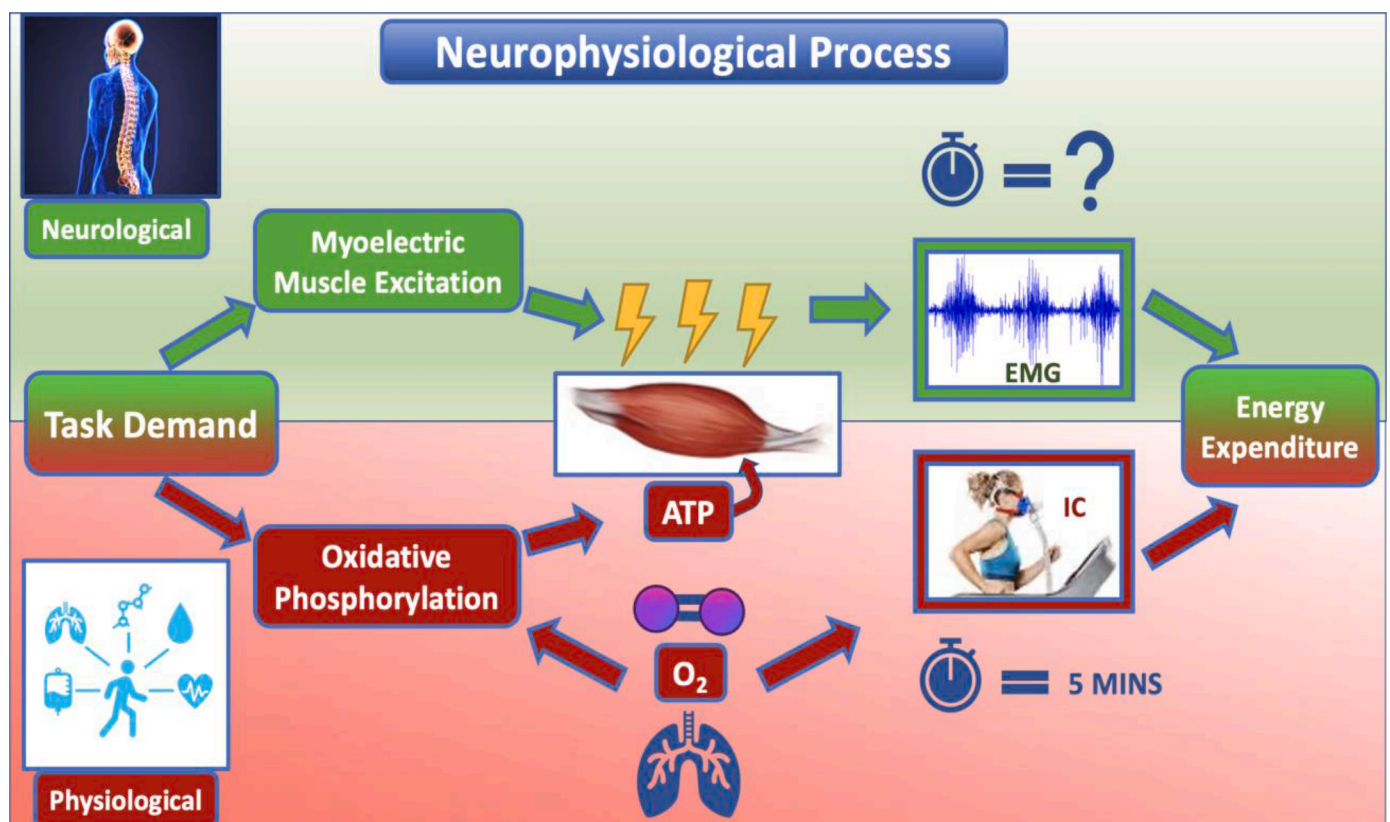 Neurophysiological Process
Neurological
Myoelectric
Muscle Excitation
= ?
EMG
Task Demand
Energy
Expenditure
ATP
IC
Oxidative
Phosphorylation
O₂
= 5 MINS
Physiological